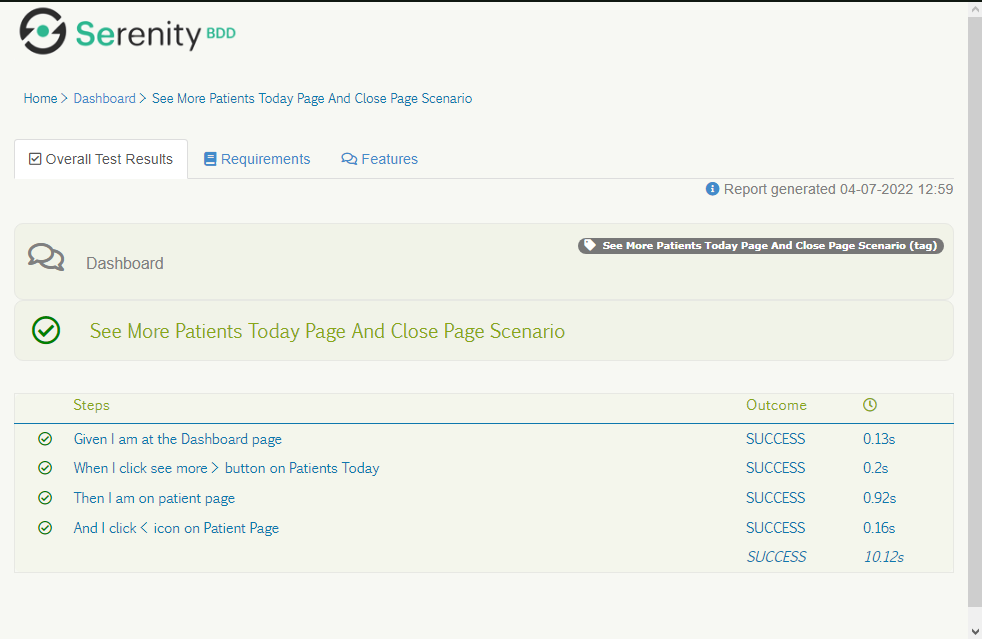 Serenity BDD
Home > Dashboard > See More Patients Today Page And Close Page Scenario
Overall Test Results Requirements Features
Report generated 04-07-2022 12:59
See More Patients Today Page And Close Page Scenario (tag)
Dashboard
See More Patients Today Page And Close Page Scenario
Steps Outcome
Given I am at the Dashboard page SUCCESS 0.13s
When I click see more > button on Patients Today SUCCESS 0.2s
Then I am on patient page SUCCESS 0.92s
And I click < icon on Patient Page SUCCESS 0.16s
SUCCESS 10.12s